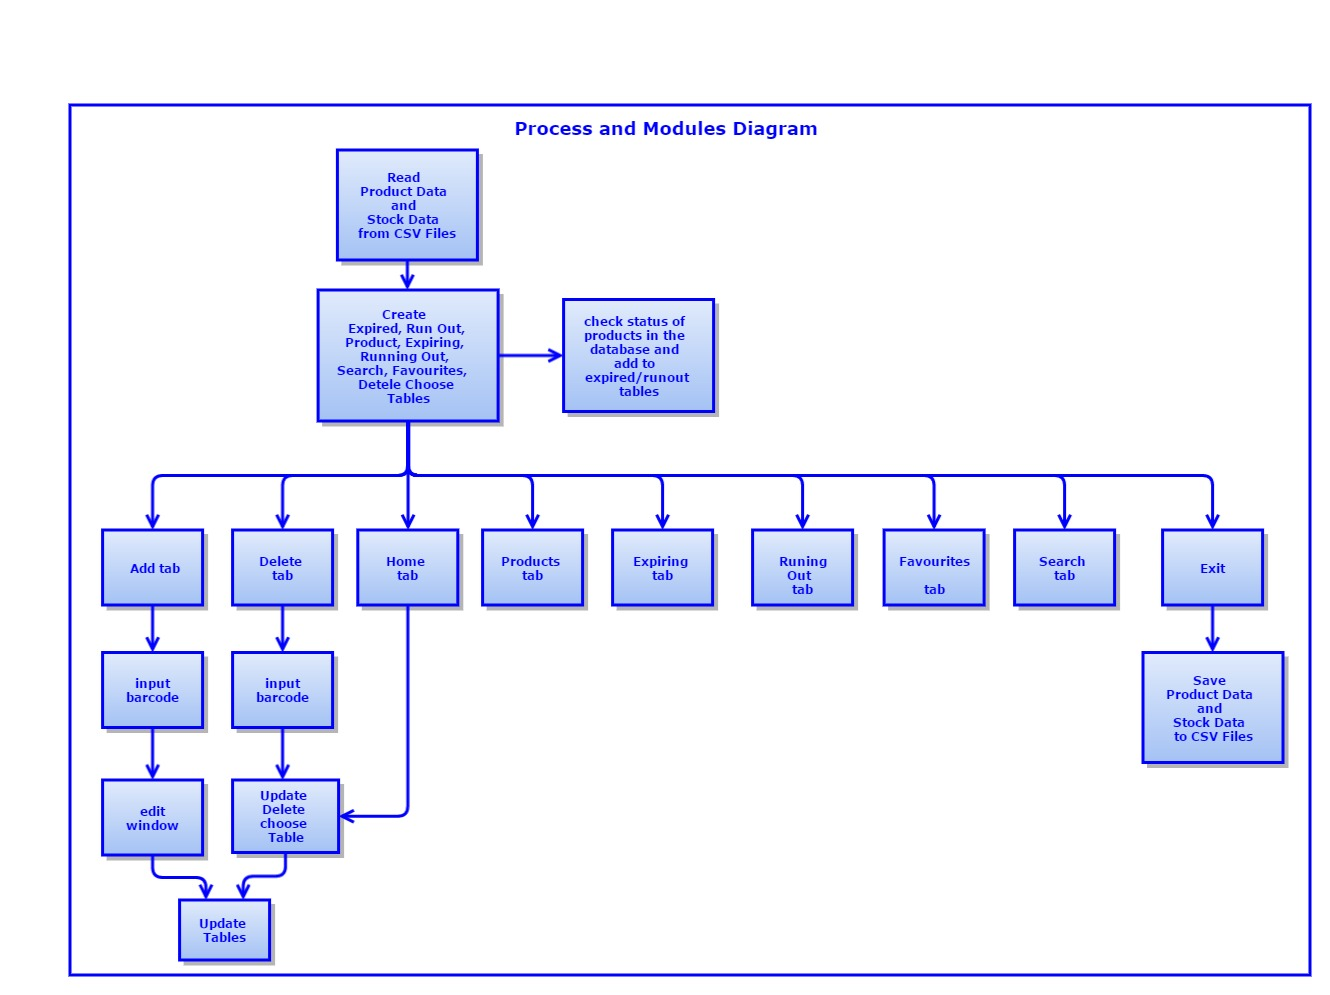 Process and Modules Diagram
Read
Product Data
and
Stock Data
from CSV Files
Create
Expired, Run Out,
Product, Expiring,
Running Out,
Search, Favourites,
Detele Choose
Tables
check status of
products in the
database and
add to
expired/runout
tables
Add tab
Delete
tab
Home
tab
Products
tab
Expiring
tab
Runing
Out
tab
Favourites
tab
Search
tab
Exit
input
barcode
input
barcode
Save
Product Data
and
Stock Data
to CSV Files
edit
window
Update
Delete
choose
Table
Update
Tables